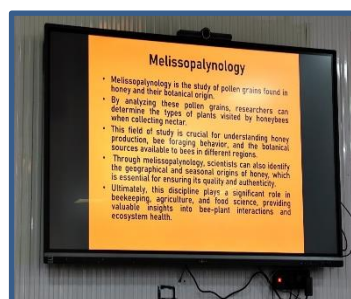 Melissopalynology
• Melissopalynology is the study of pollen grains found in
honey and their botanical origin.
• By analyzing these pollen grains, researchers can
determine the types of plants visited by honeybees
when collecting nectar.
• This field of study is crucial for understanding honey
production, bee foraging behavior, and the botanical
sources available to bees in different regions.
• Through melissopalynology, scientists can also identify
the geographical and seasonal origins of honey, which
is essential for ensuring its quality and authenticity.
• Ultimately, this discipline plays a significant role in
beekeeping, agriculture, and food science, providing
valuable insights into bee-plant interactions and
ecosystem health.